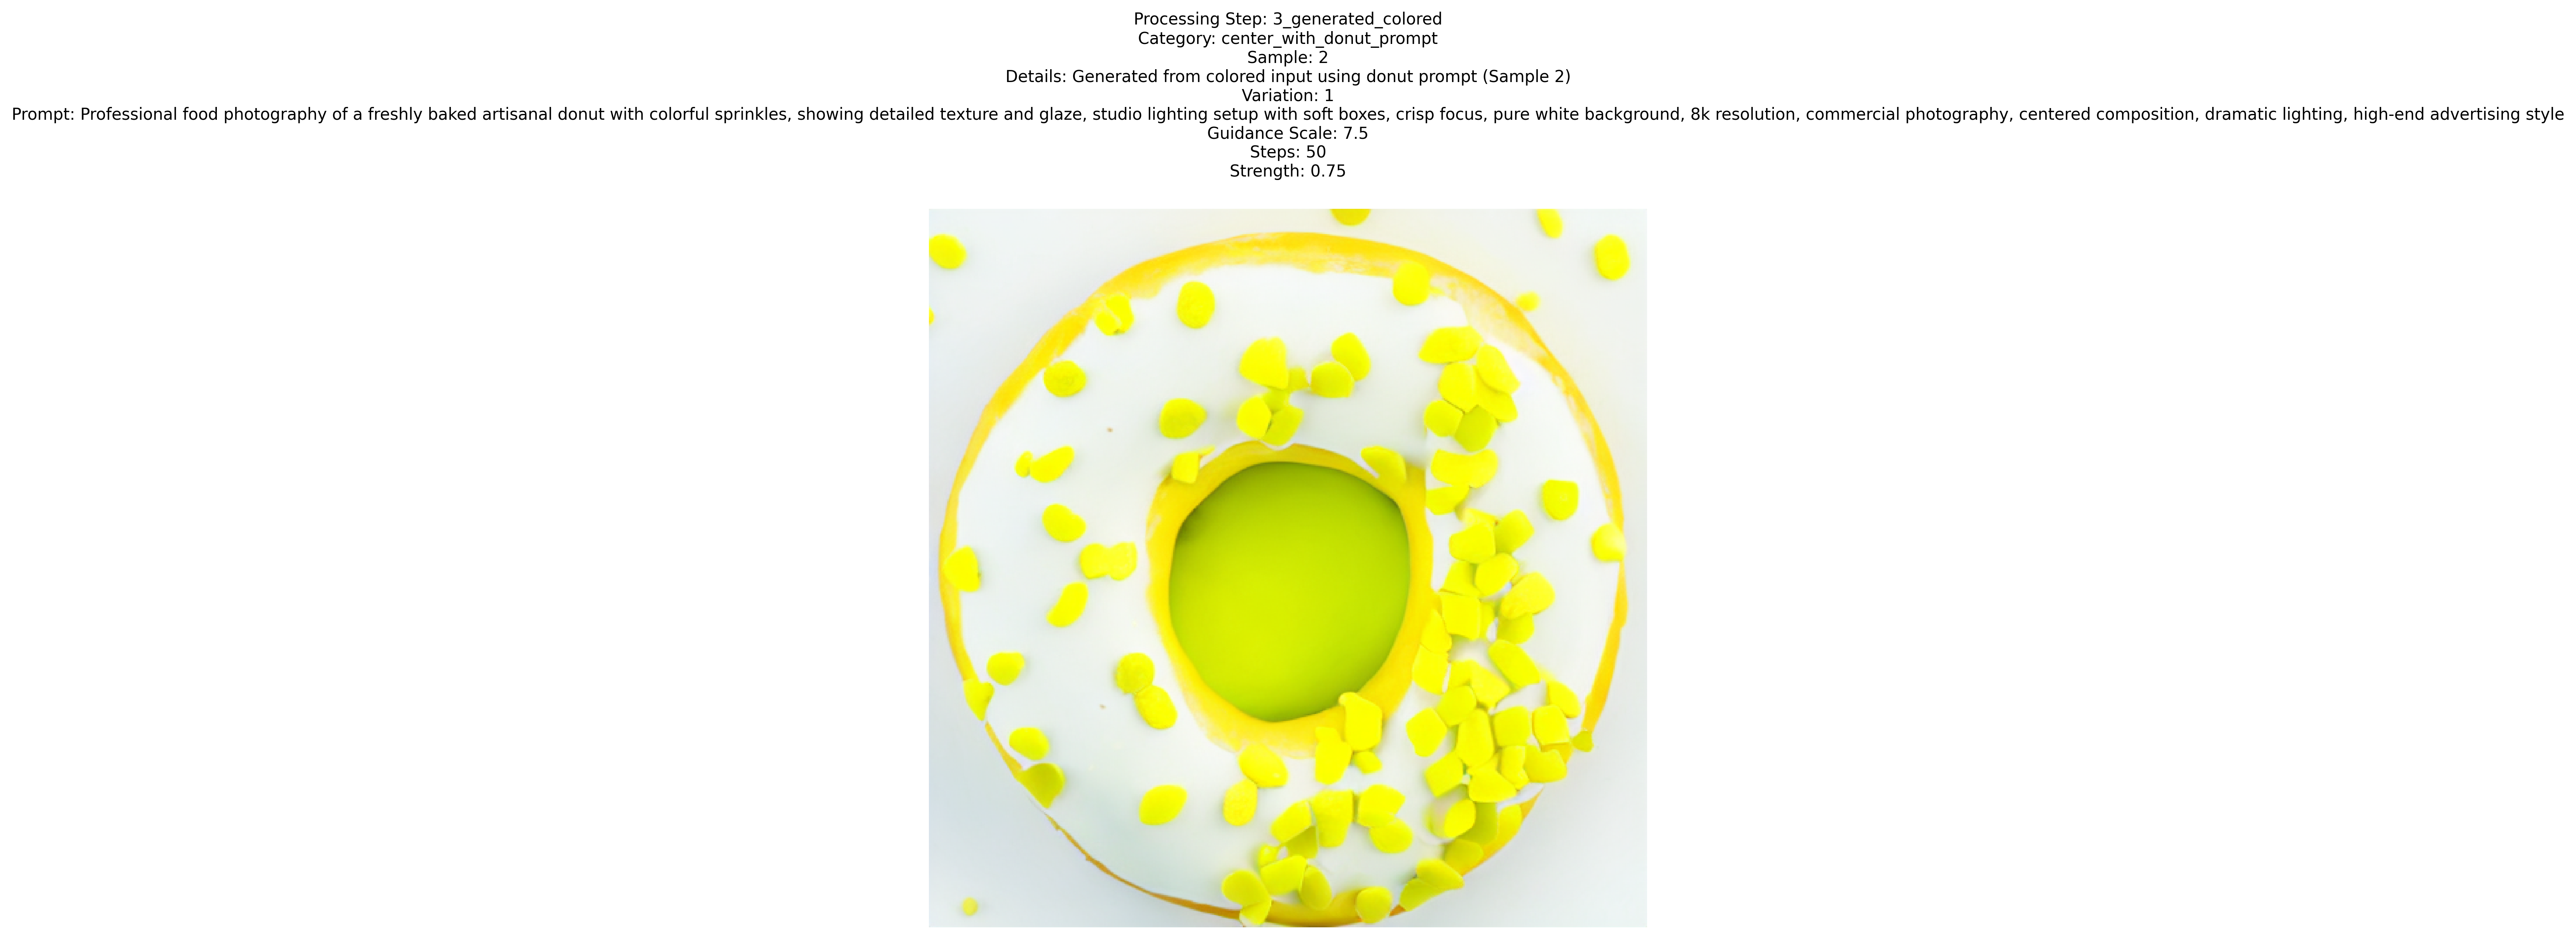 Processing Step: 3_generated_colored
Category: center_with_donut_prompt
Sample: 2
Details: Generated from colored input using donut prompt (Sample 2)
Variation: 1
Prompt: Professional food photography of a freshly baked artisanal donut with colorful sprinkles, showing detailed texture and glaze, studio lighting setup with soft boxes, crisp focus, pure white background, 8k resolution, commercial photography, centered composition, dramatic lighting, high-end advertising style
Guidance Scale: 7.5
Steps: 50
Strength: 0.75